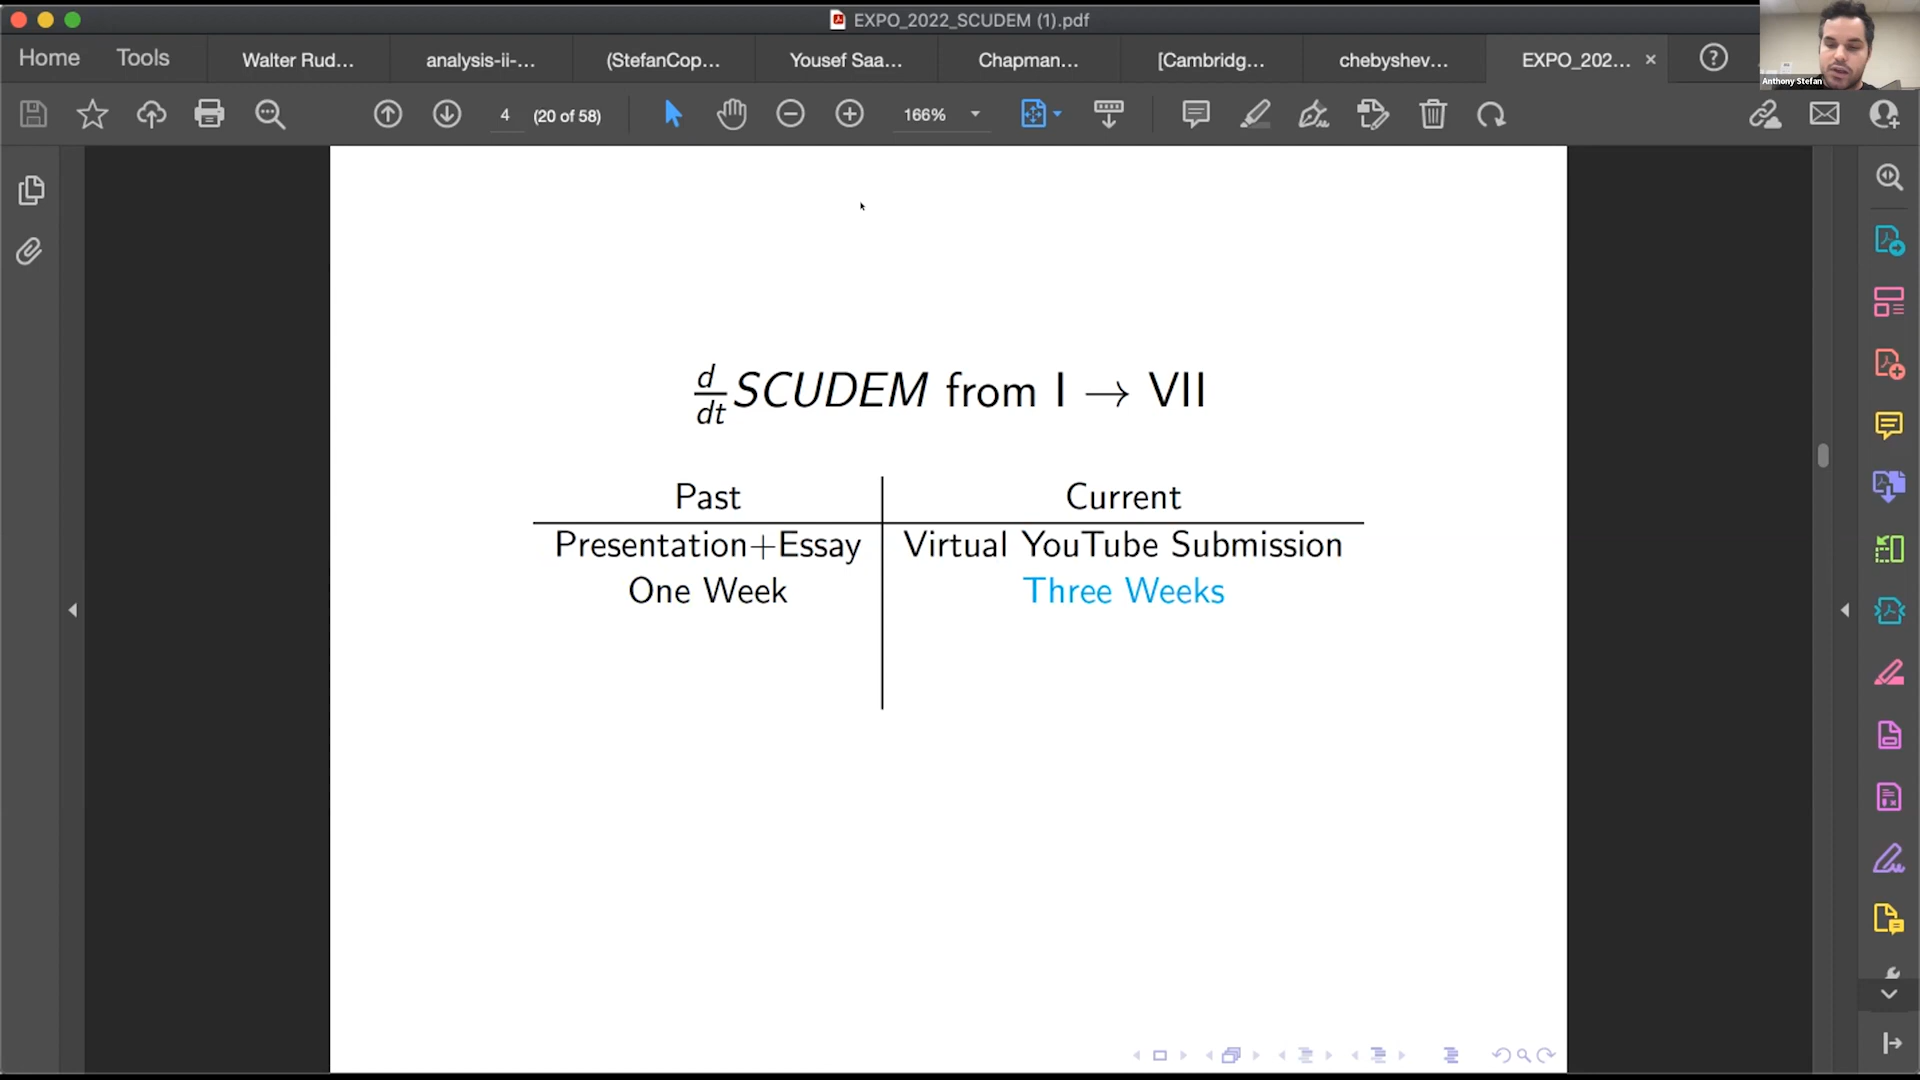 EXPO_2022_SCUDEM (1).pdf
Home Tools Walter Rud... analysis-ii-... (StefanCop... Yousef Saa... Chapman... [Cambridg... chebyshev... EXPO_202... ×
Anthony Stefan
4 (20 of 58) 166%
d/dt SCUDEM from I → VII
Past Current
Presentation+Essay Virtual YouTube Submission
One Week Three Weeks